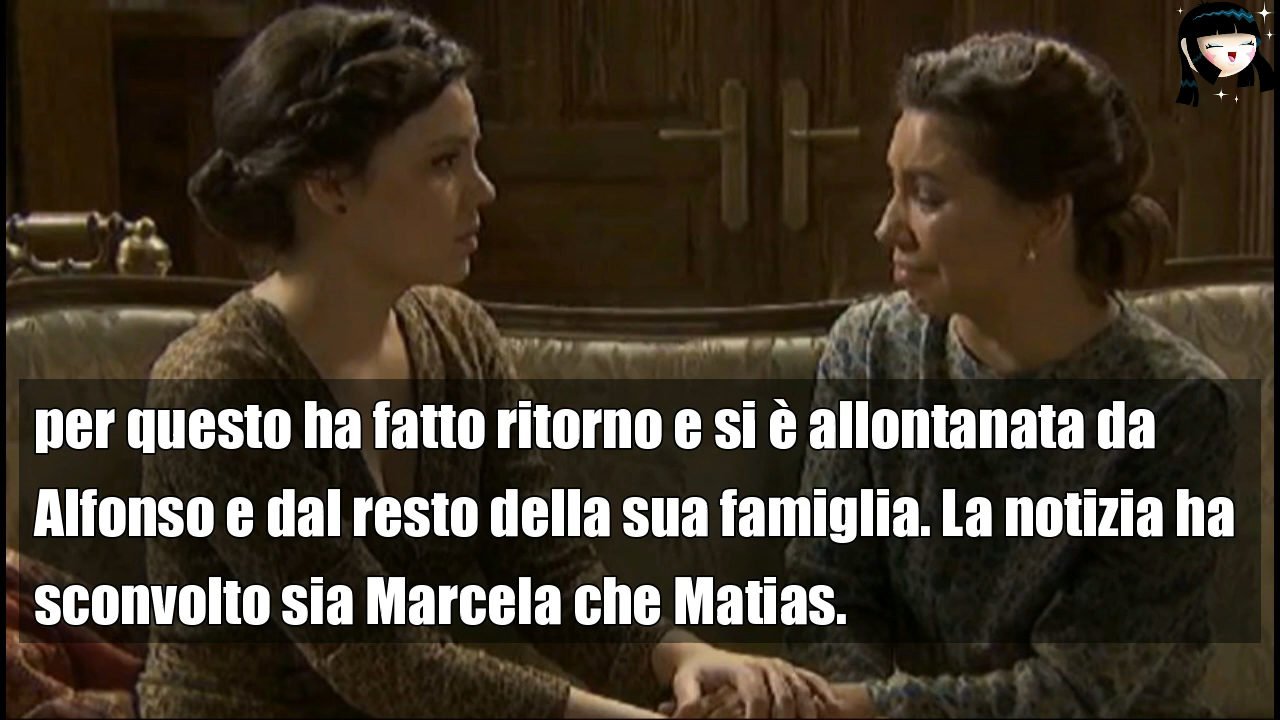 per questo ha fatto ritorno e si è allontanata da
Alfonso e dal resto della sua famiglia. La notizia ha
sconvolto sia Marcela che Matias.